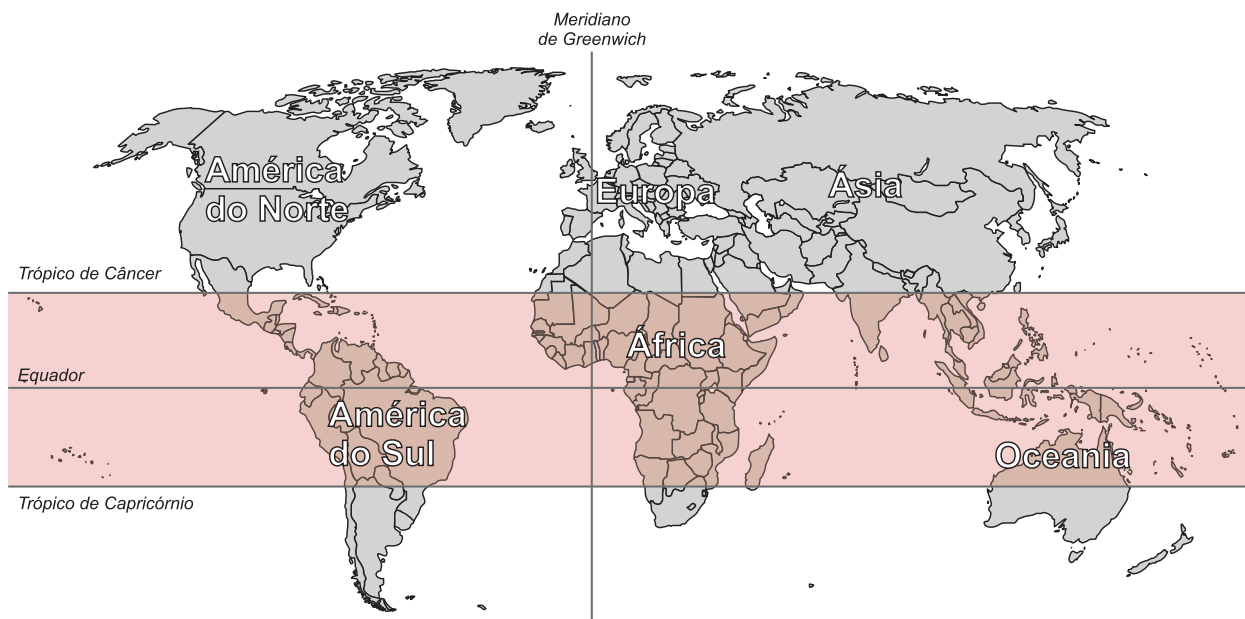 Meridiano
de Greenwich
América
do Norte
Europa
Ásia
Trópico de Câncer
África
Equador
América
do Sul
Oceania
Trópico de Capricórnio